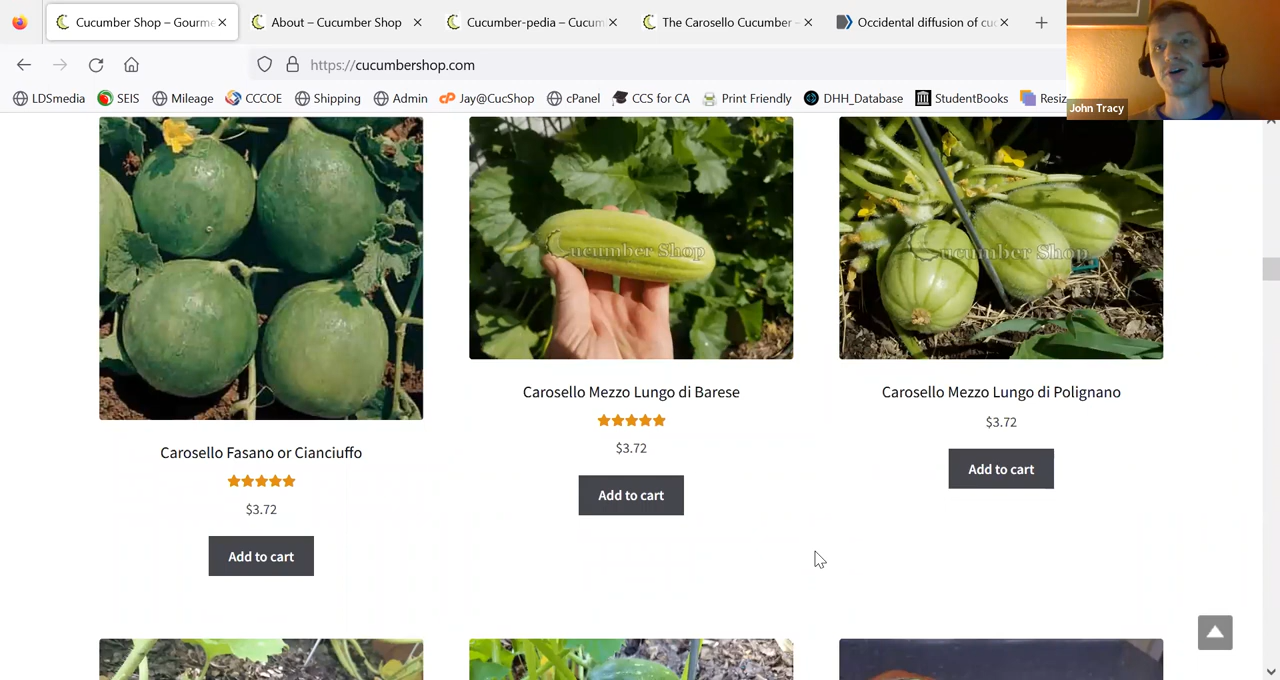 Cucumber Shop – Gourme
About – Cucumber Shop
Cucumber-pedia – Cucum
The Carosello Cucumber –
Occidental diffusion of cuc
https://cucumbershop.com
LDSmedia
SEIS
Mileage
CCCOE
Shipping
Admin
Jay@CucShop
cPanel
CCS for CA
Print Friendly
DHH_Database
StudentBooks
Resiz
John Tracy
Cucumber Shop
Cucumber Shop
Carosello Fasano or Cianciuffo
$3.72
Add to cart
Carosello Mezzo Lungo di Barese
$3.72
Add to cart
Carosello Mezzo Lungo di Polignano
$3.72
Add to cart